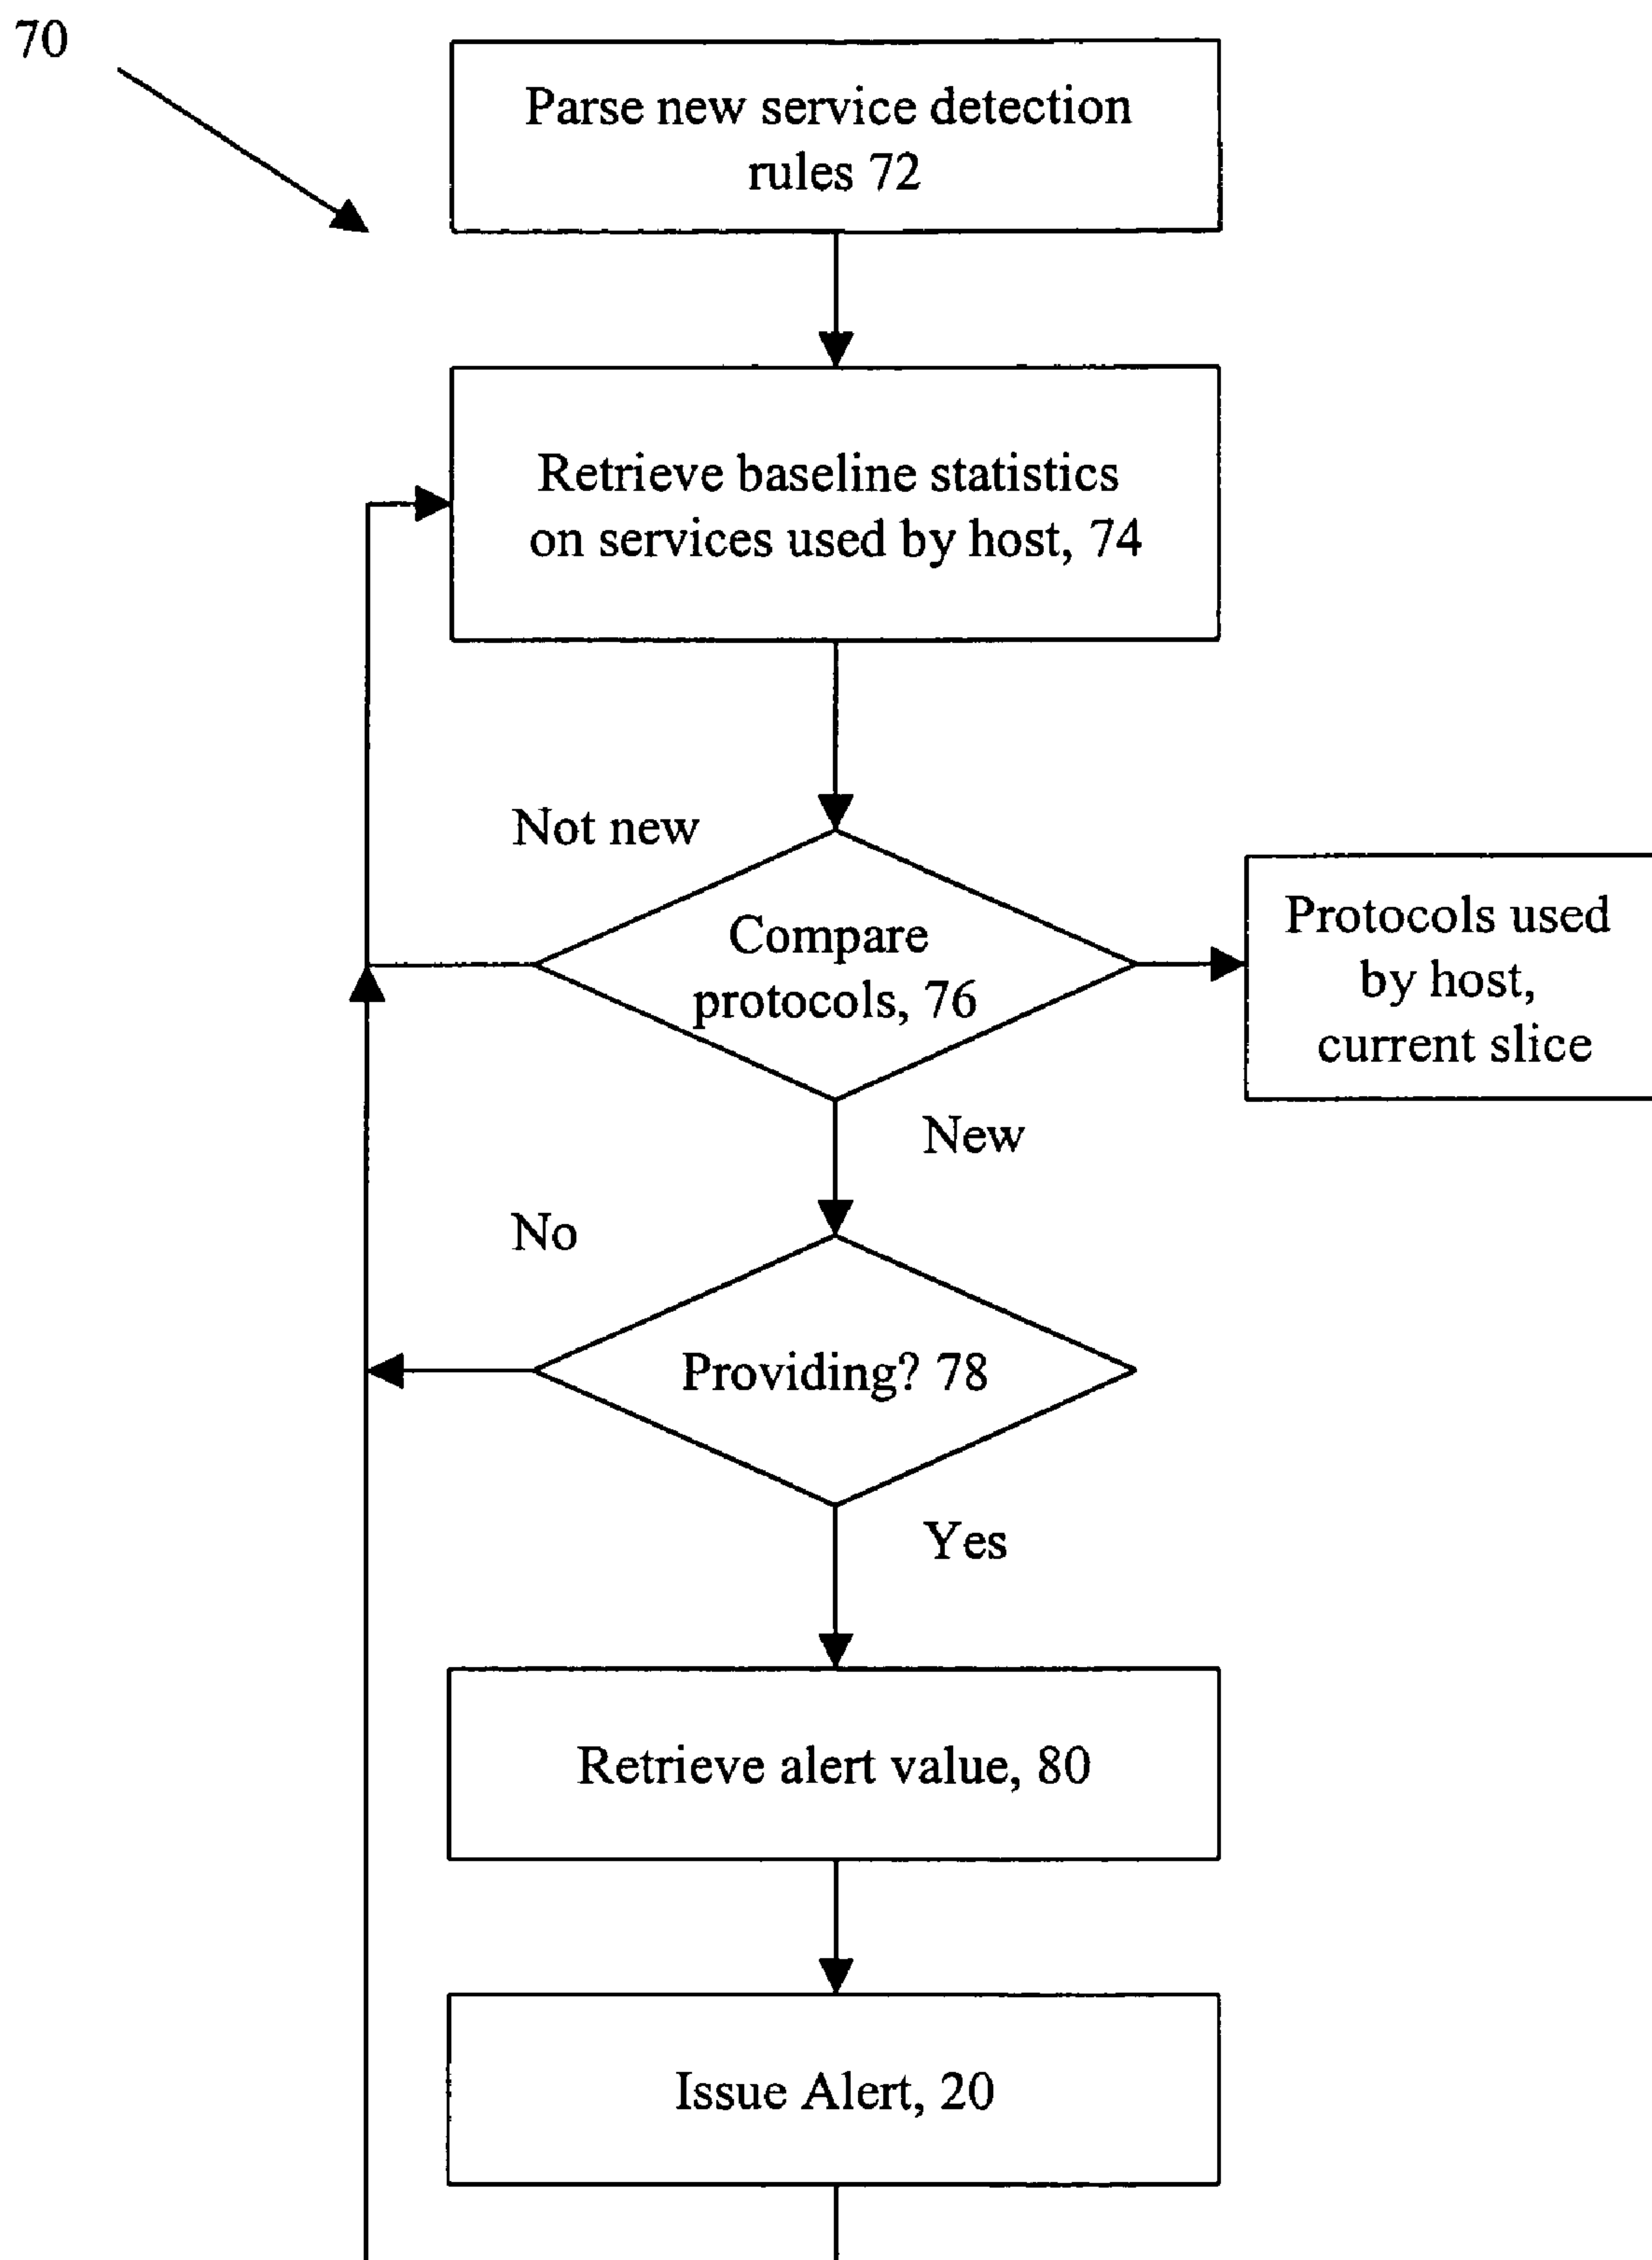 70
Parse new service detection
rules 72
Retrieve baseline statistics
on services used by host, 74
Not new
Compare
protocols, 76
Protocols used
by host,
current slice
New
No
Providing? 78
Yes
Retrieve alert value, 80
Issue Alert, 20